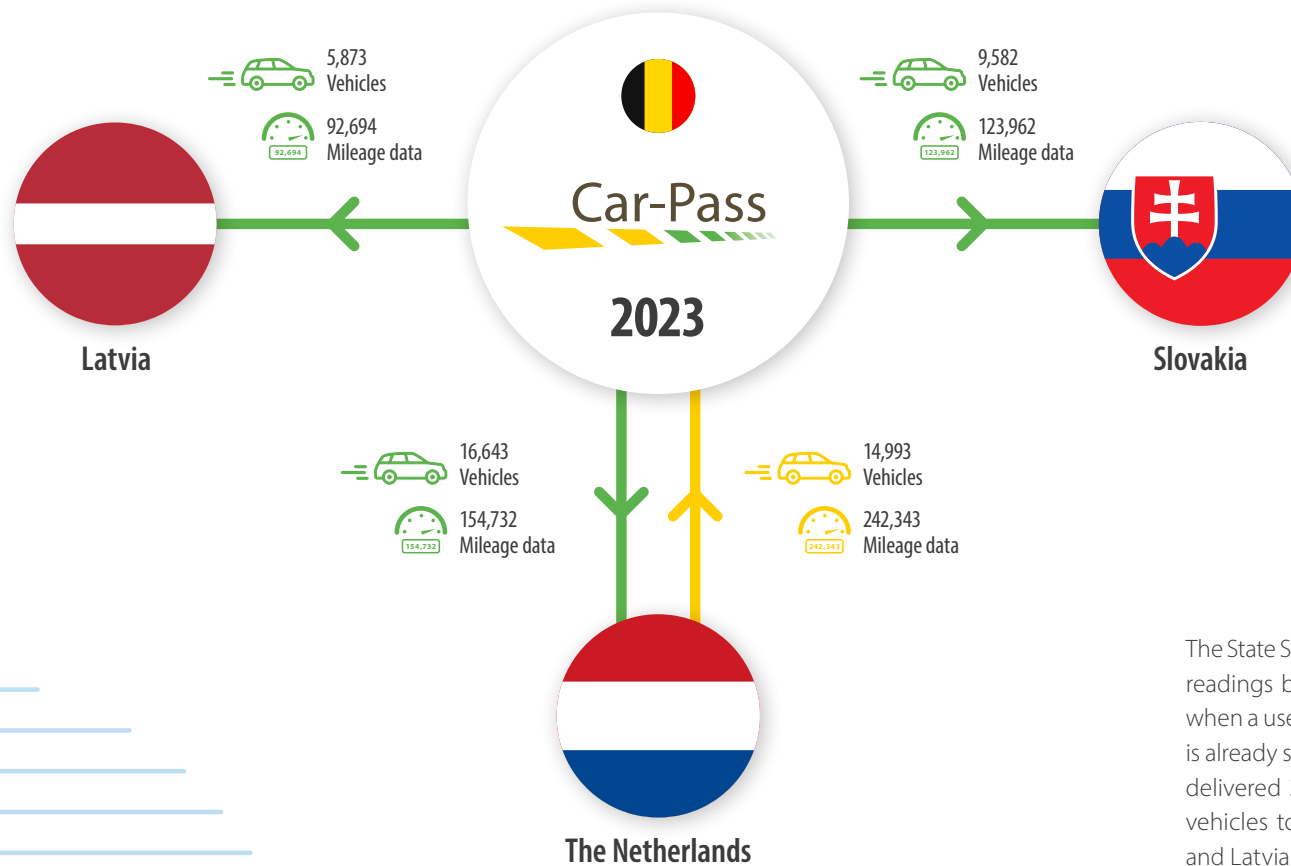 5,873
Vehicles
92,694
92,694
Mileage data
Latvia
Car-Pass
2023
9,582
Vehicles
123,962
123,962
Mileage data
Slovakia
16,643
Vehicles
154,732
154,732
Mileage data
14,993
Vehicles
242,343
242,343
Mileage data
The Netherlands
The State S
readings b
when a use
is already s
delivered
vehicles to
and Latvia